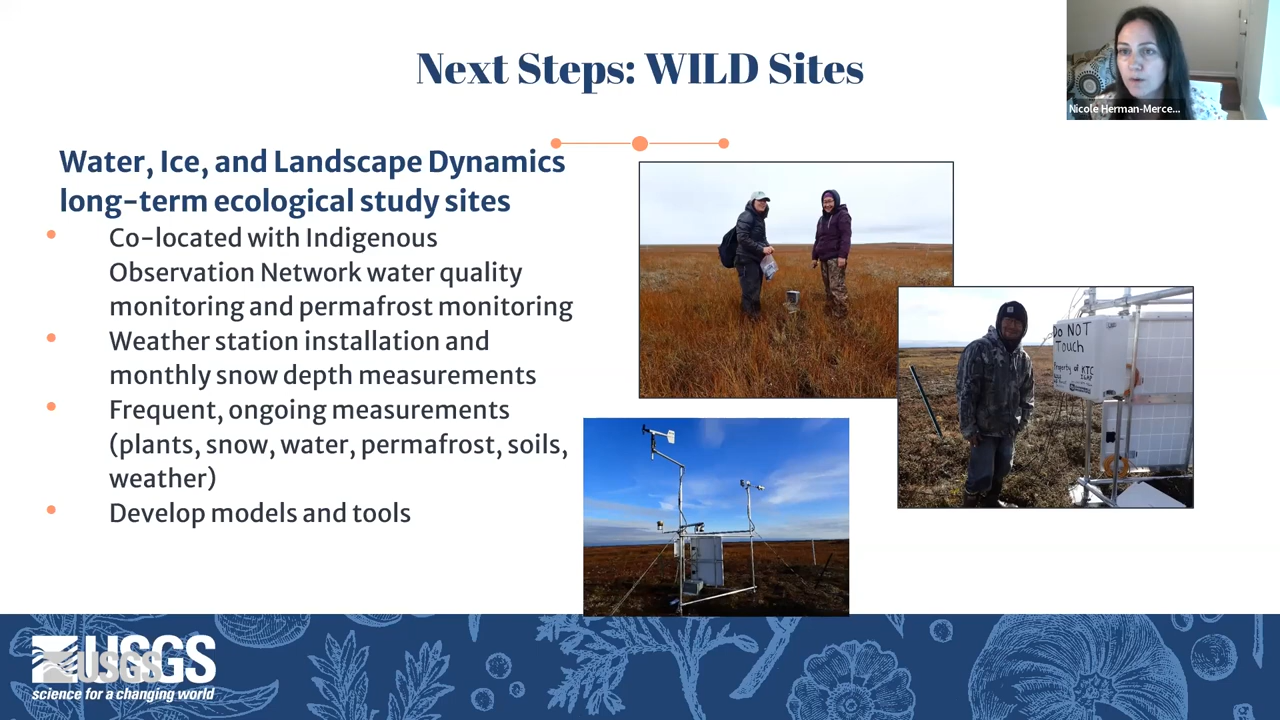 Next Steps: WILD Sites
Nicole Herman-Merce...
Water, Ice, and Landscape Dynamics
long-term ecological study sites
• Co-located with Indigenous
Observation Network water quality
monitoring and permafrost monitoring
• Weather station installation and
monthly snow depth measurements
• Frequent, ongoing measurements
(plants, snow, water, permafrost, soils,
weather)
• Develop models and tools
Do NOT
Touch
Property of KTC
USGS
USGS
science for a changing world